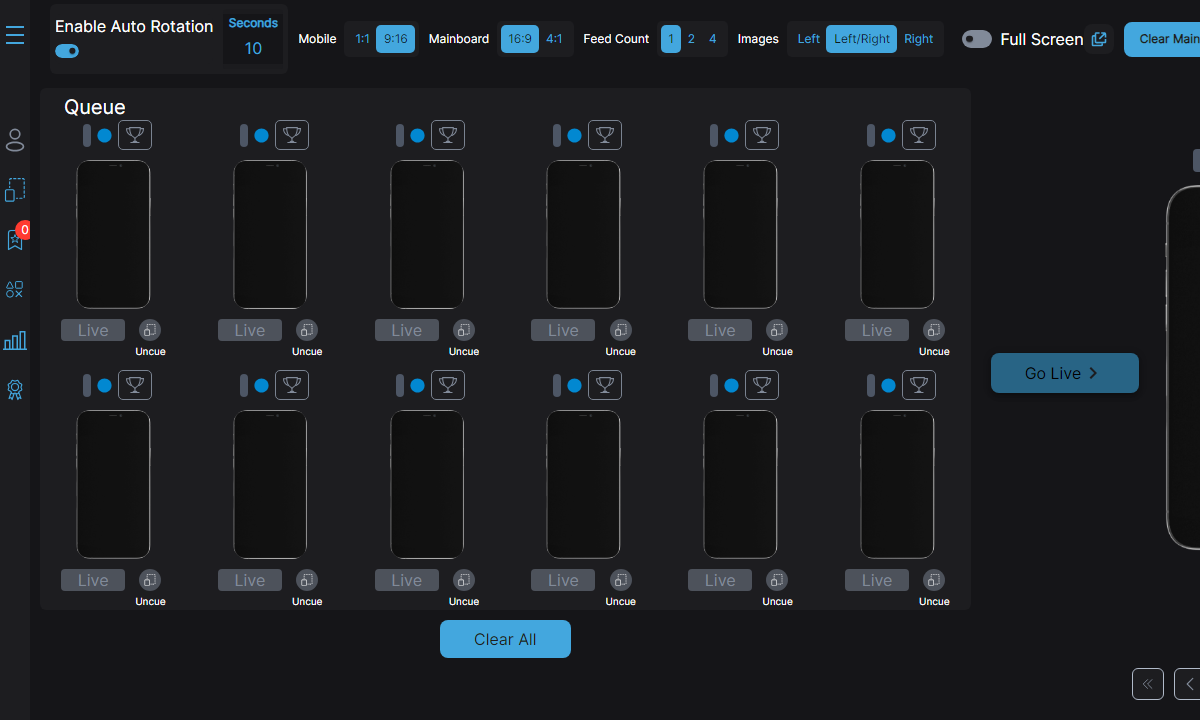 Enable Auto Rotation
Seconds
10
Mobile 1:1 9:16 Mainboard 16:9 4:1 Feed Count 1 2 4 Images Left Left/Right Right Full Screen Clear Main
0
Queue
Live Live Live Live Live Live
Uncue Uncue Uncue Uncue Uncue Uncue
Go Live
Live Live Live Live Live Live
Uncue Uncue Uncue Uncue Uncue Uncue
Clear All